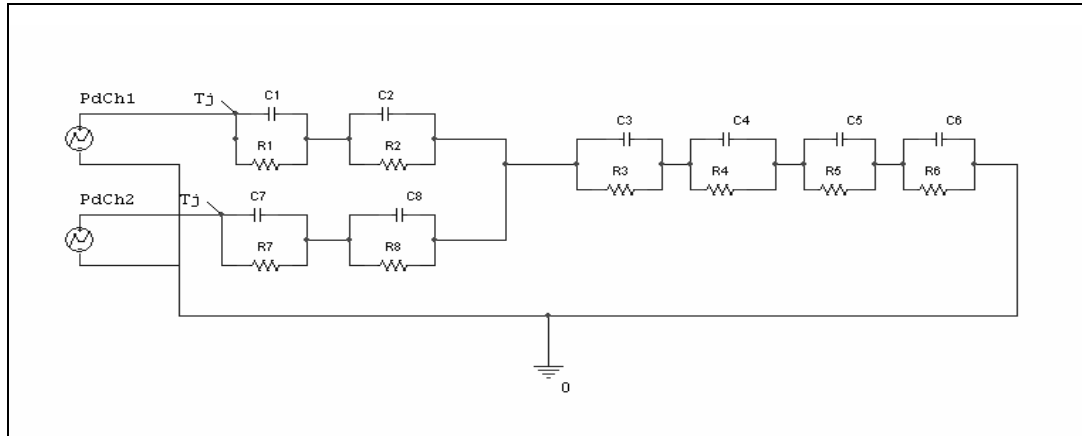 PdCh1
Tj
C1
C2
R1
R2
C3
C4
C5
C6
R3
R4
R5
R6
PdCh2
Tj
C7
C8
R7
R8
0